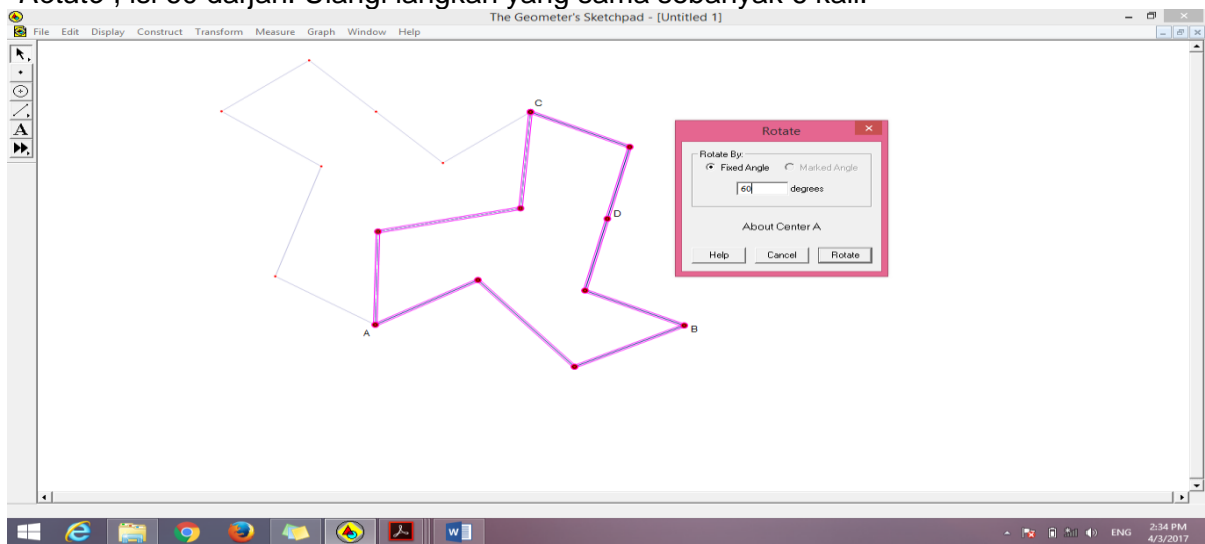 The Geometer's Sketchpad - [Untitled 1]
File Edit Display Construct Transform Measure Graph Window Help
A
C
D
A
B
Rotate
Rotate By:
Fixed Angle Marked Angle
60 degrees
About Center A
Help Cancel Rotate
ENG
2:34 PM
4/3/2017